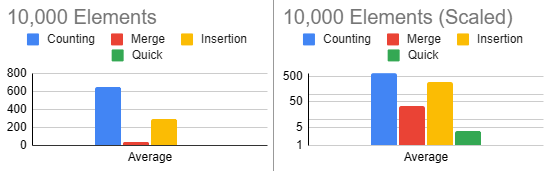 10,000 Elements
Counting Merge Insertion
Quick
800
600
400
200
0
Average
10,000 Elements (Scaled)
Counting Merge Insertion
Quick
500
50
5
1
Average